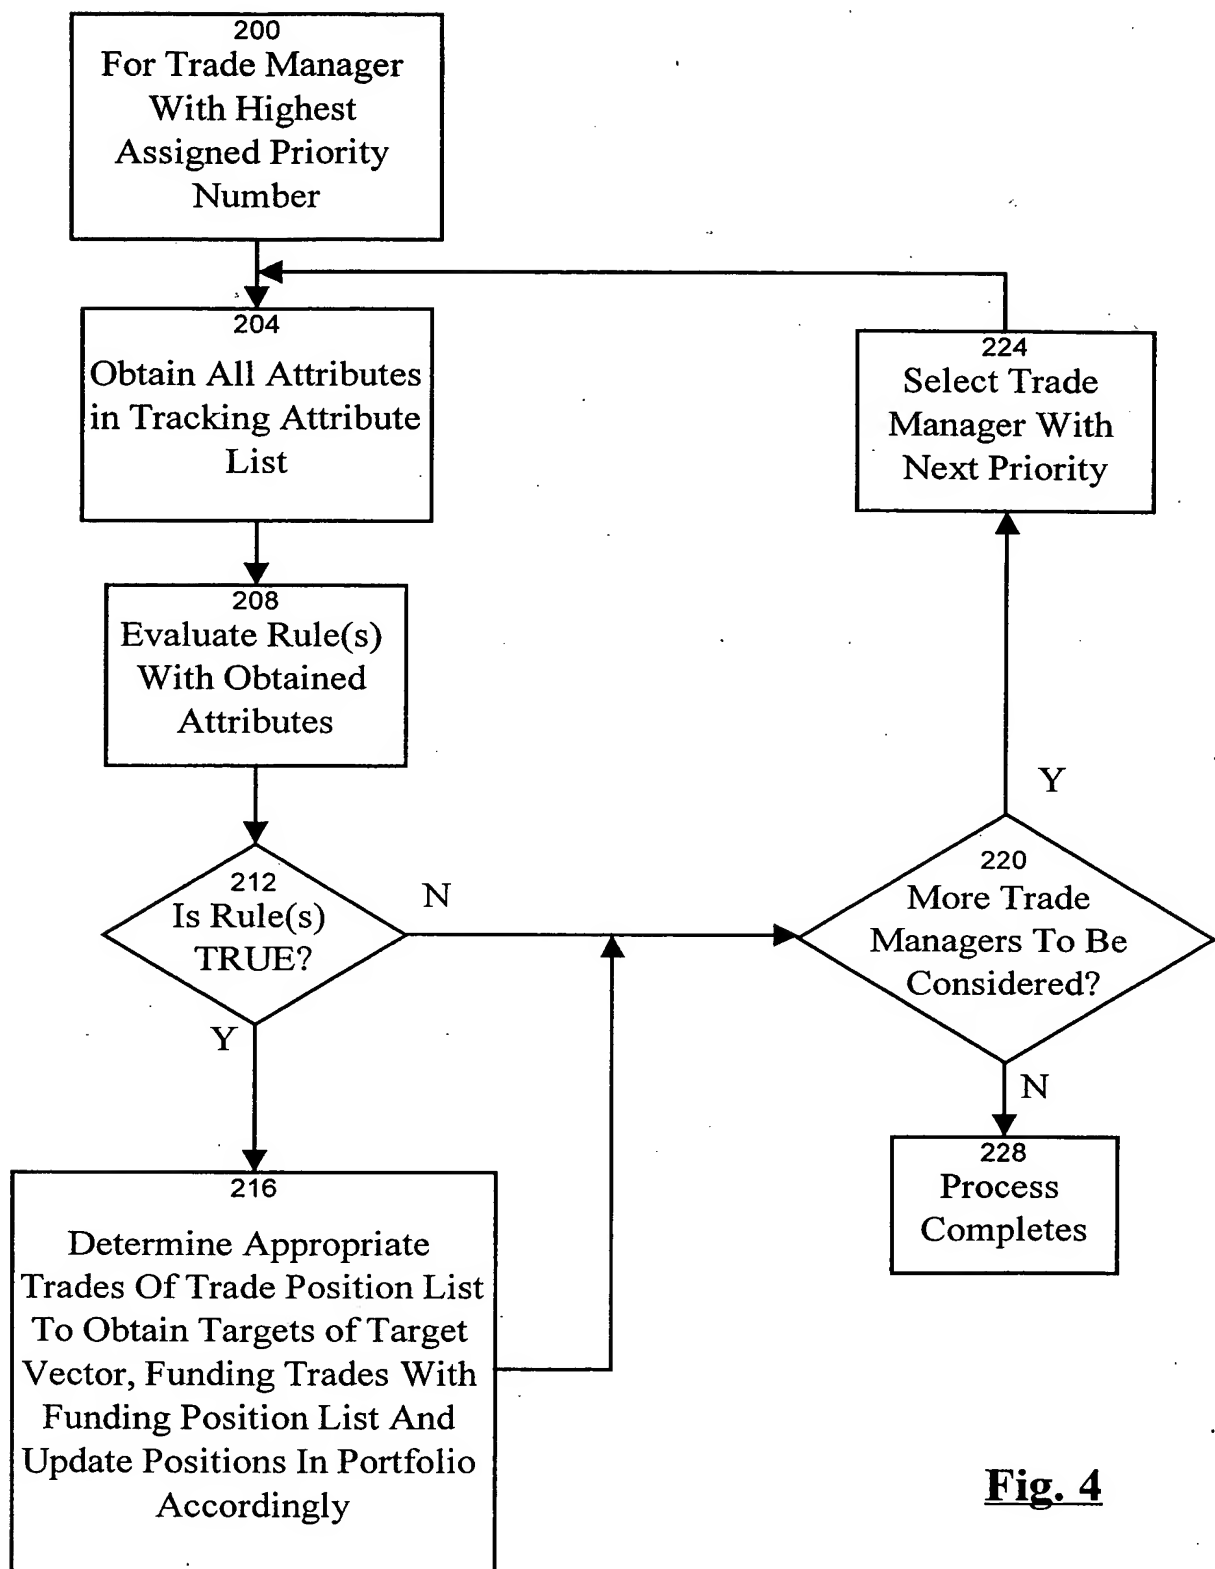 200
For Trade Manager
With Highest
Assigned Priority
Number
204
Obtain All Attributes
in Tracking Attribute
List
208
Evaluate Rule(s)
With Obtained
Attributes
212
Is Rule(s)
TRUE?
N
Y
216
Determine Appropriate
Trades Of Trade Position List
To Obtain Targets of Target
Vector, Funding Trades With
Funding Position List And
Update Positions In Portfolio
Accordingly
224
Select Trade
Manager With
Next Priority
Y
220
More Trade
Managers To Be
Considered?
N
228
Process
Completes
Fig. 4